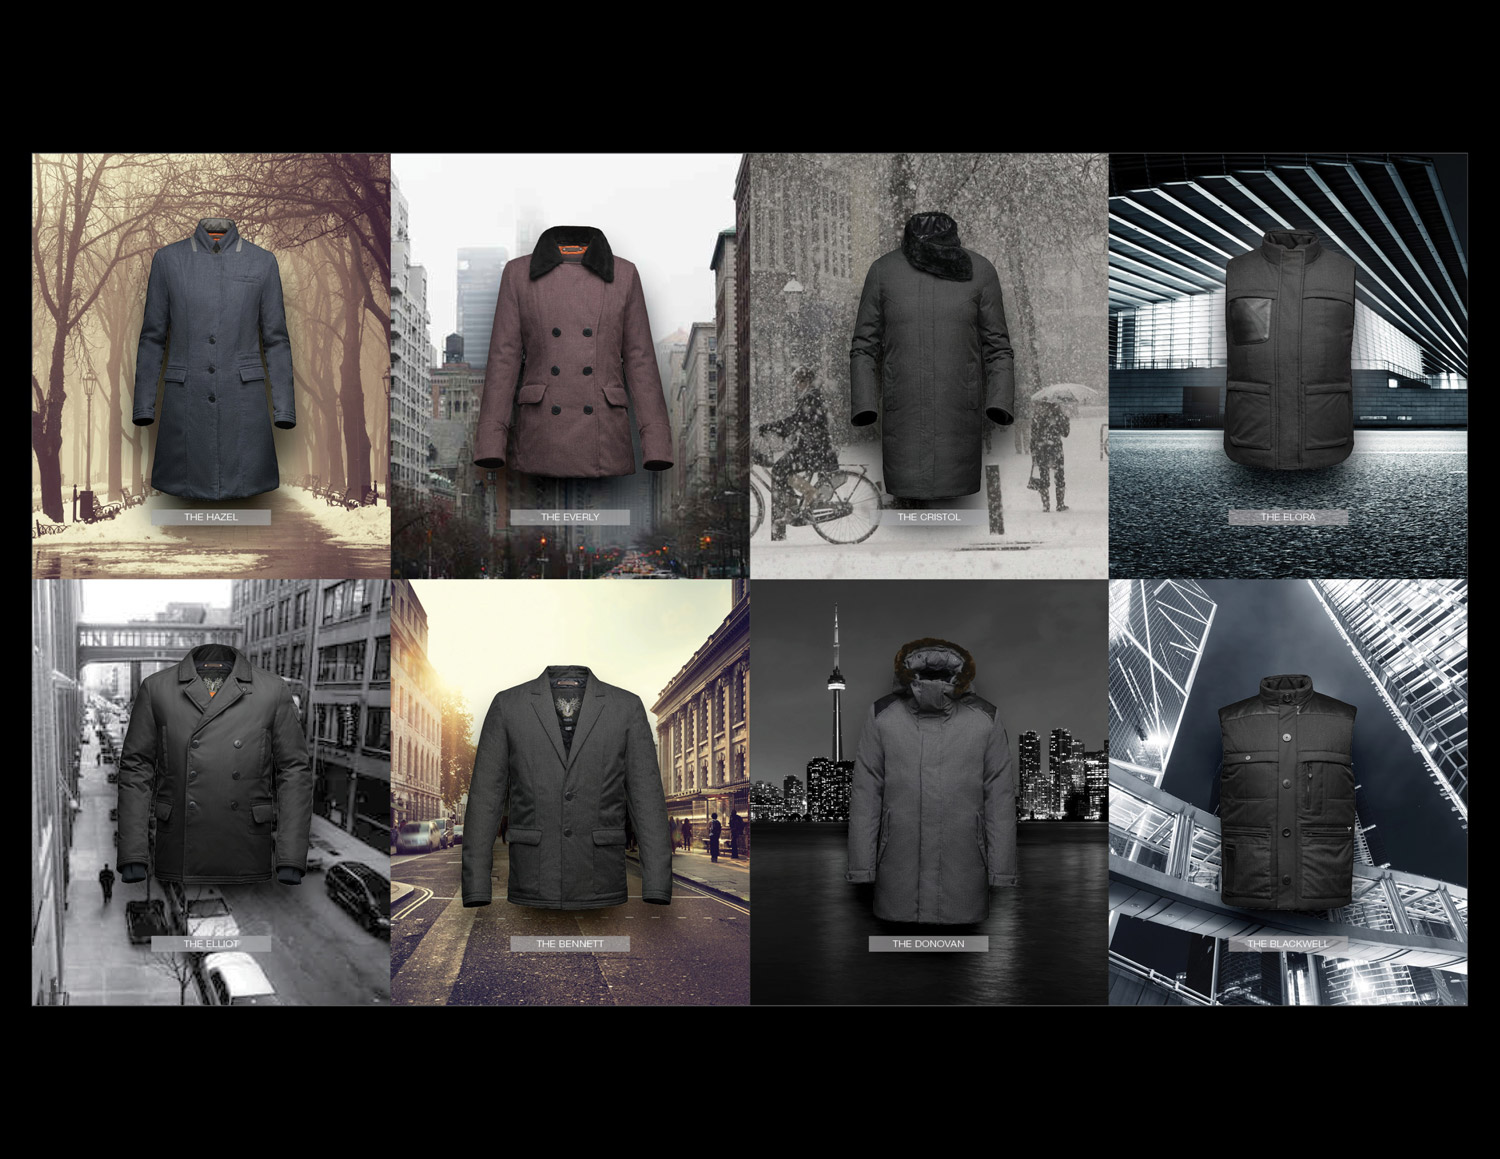 THE HAZEL
THE EVERLY
THE CRISTOL
THE ELORA
THE ELLIOT
THE BENNETT
THE DONOVAN
THE BLACKWELL